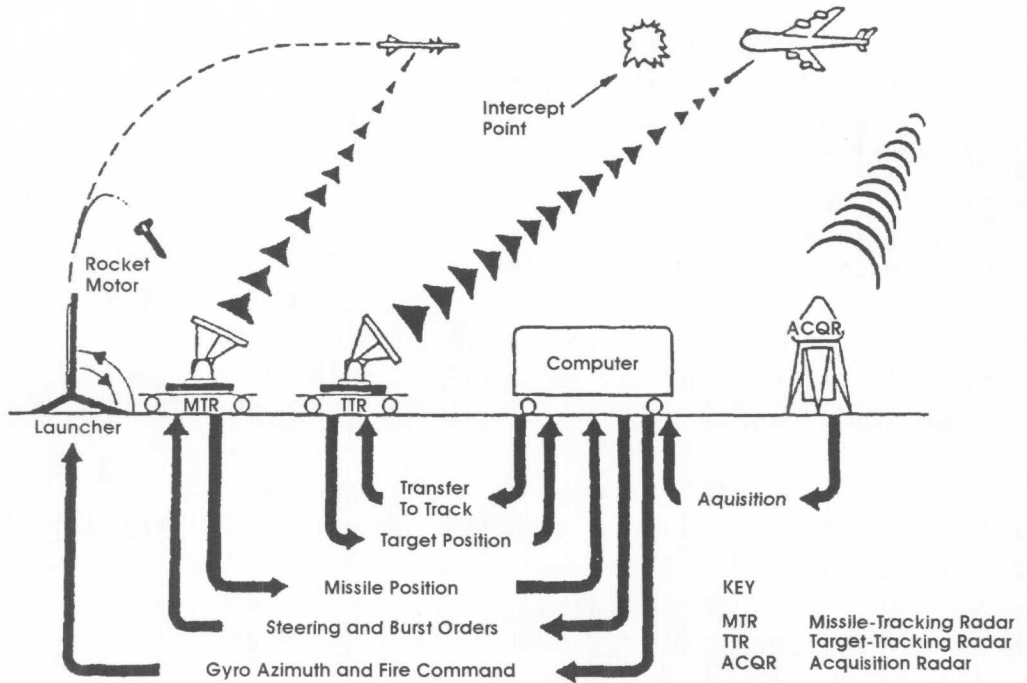 Intercept
Point
Rocket
Motor
ACQR
Computer
MTR
TTR
Launcher
Transfer
To Track
Aquisition
Target Position
Missile Position
Steering and Burst Orders
Gyro Azimuth and Fire Command
KEY
MTR Missile-Tracking Radar
TTR Target-Tracking Radar
ACQR Acquisition Radar